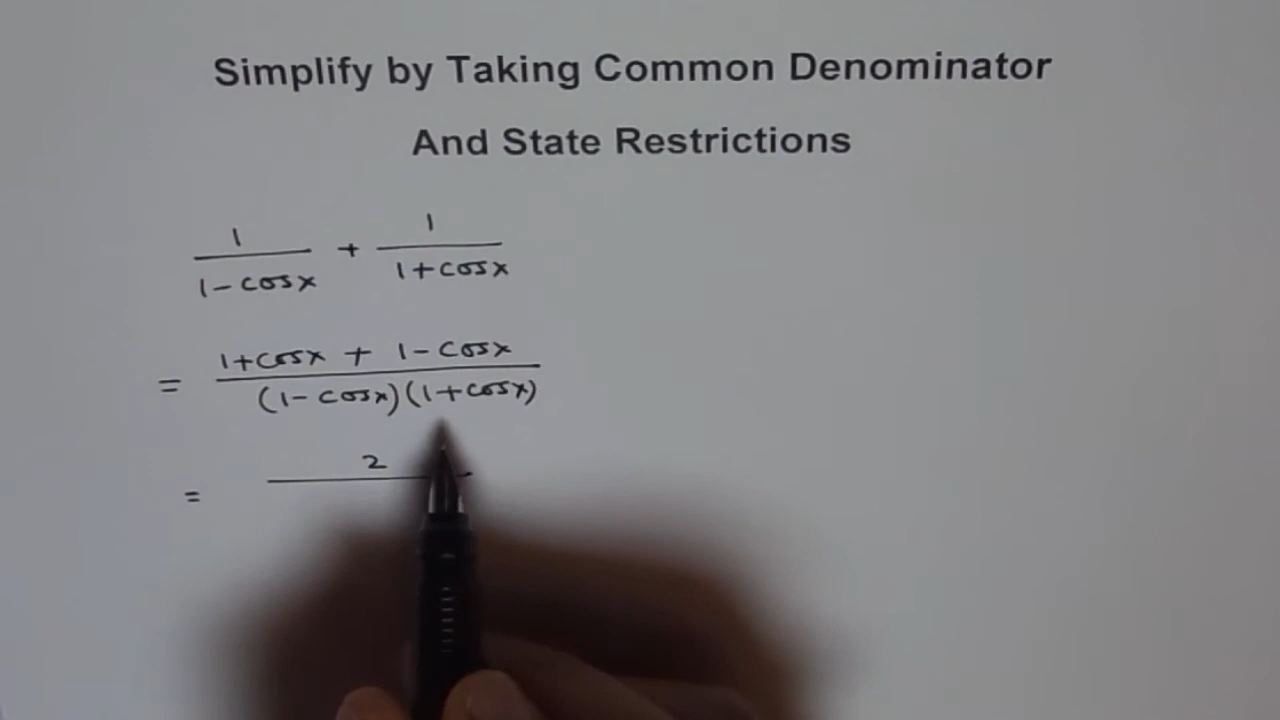 Simplify by Taking Common Denominator
And State Restrictions
1/(1-cosx) + 1/(1+cosx)
= (1+cosx + 1-cosx)/((1-cosx)(1+cosx))
= 2/